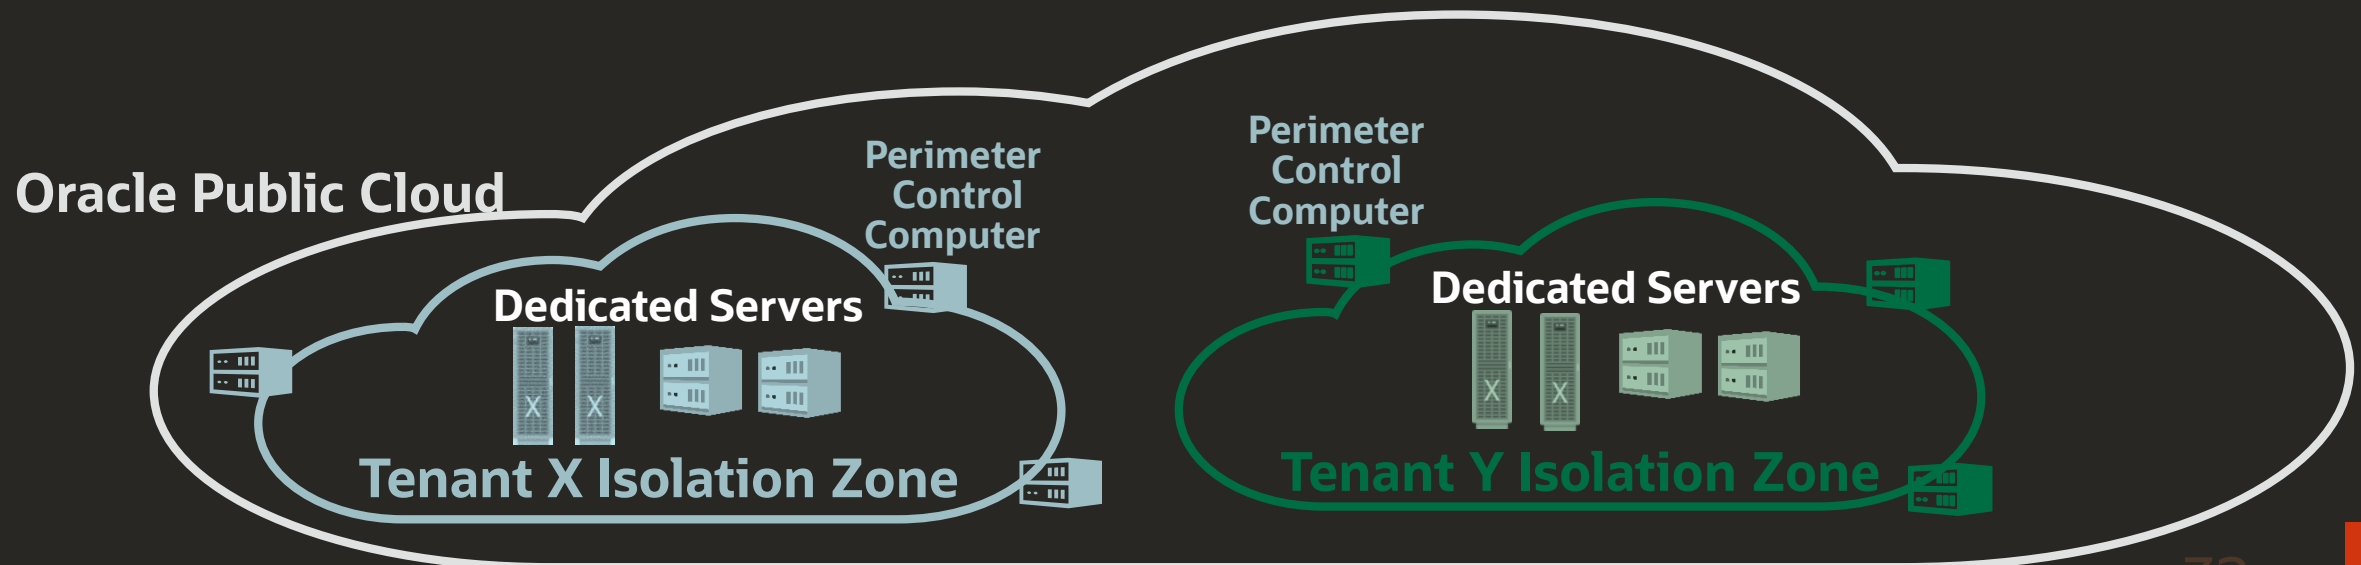 Oracle Public Cloud
Perimeter
Control
Computer
Perimeter
Control
Computer
Dedicated Servers
Dedicated Servers
X
X
X
X
Tenant X Isolation Zone
Tenant Y Isolation Zone